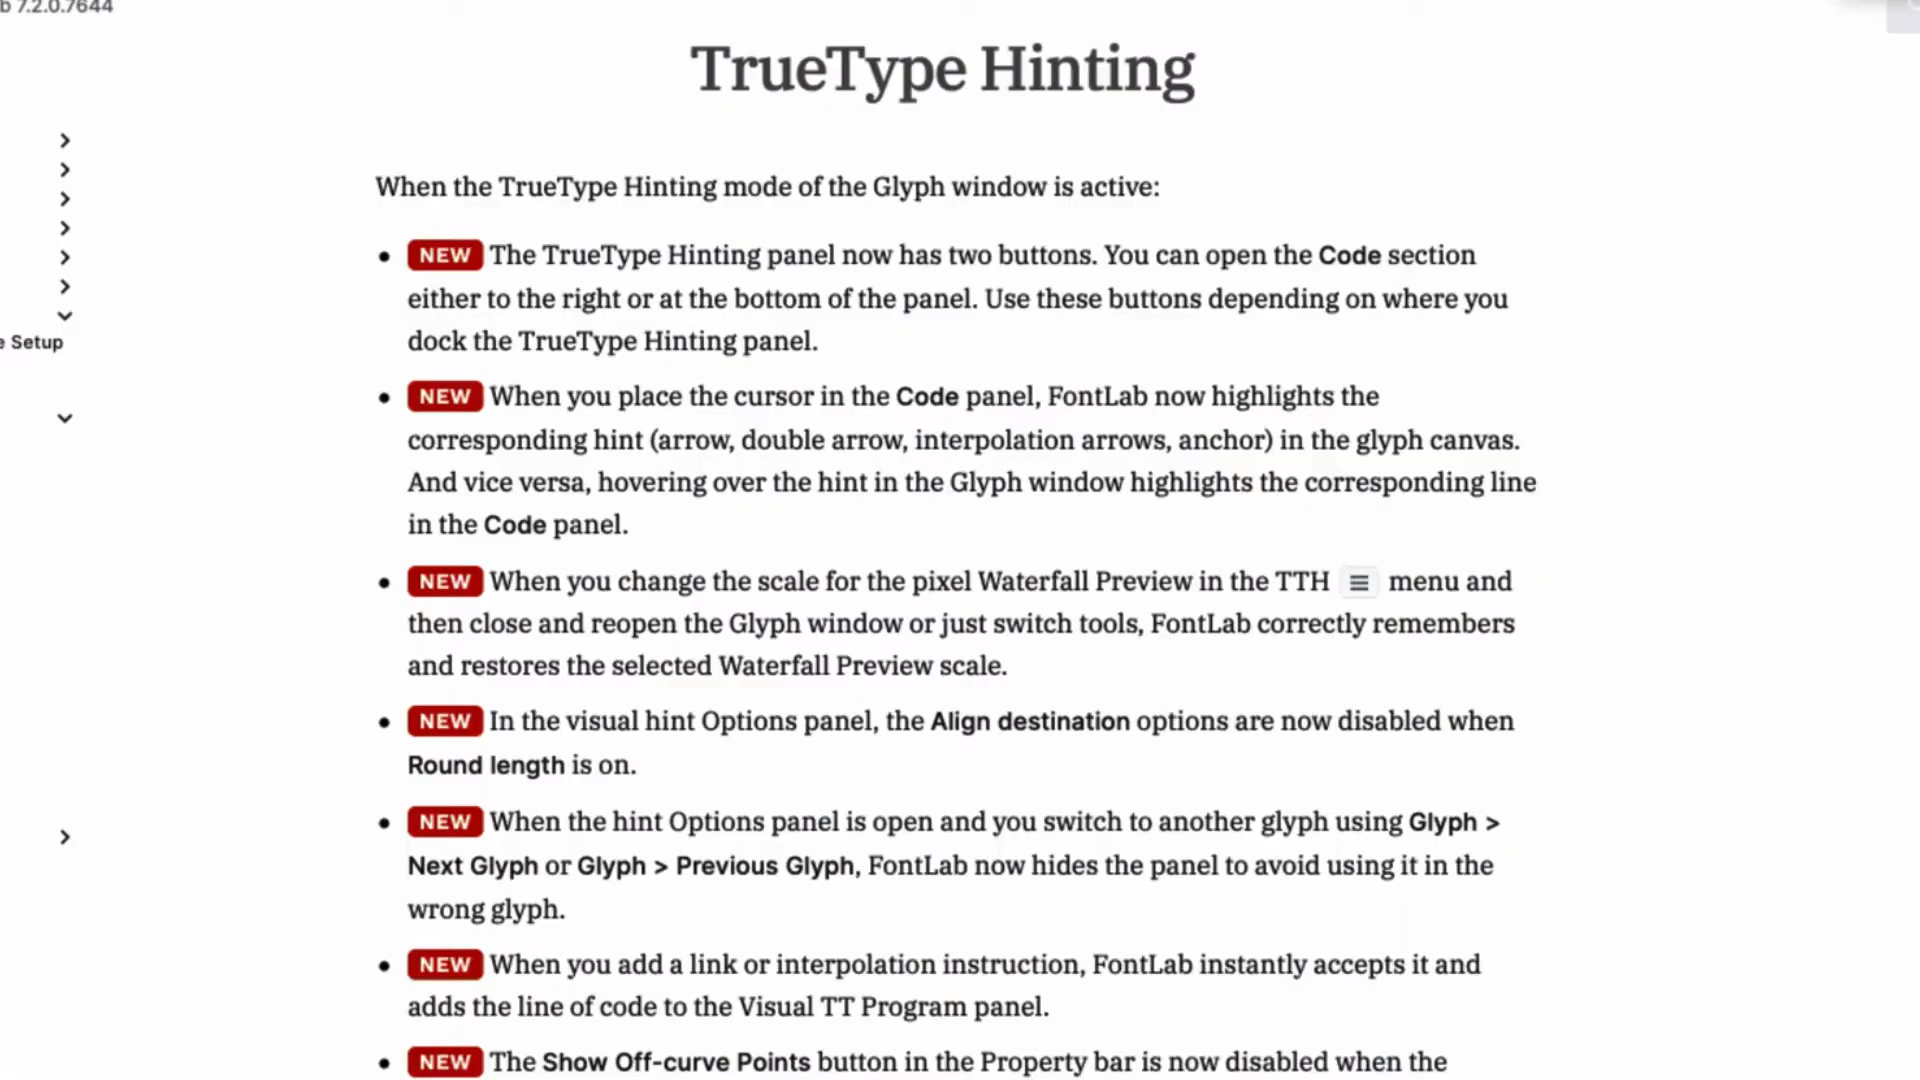 b 7.2.0.7644
TrueType Hinting
When the TrueType Hinting mode of the Glyph window is active:
NEW The TrueType Hinting panel now has two buttons. You can open the Code section
either to the right or at the bottom of the panel. Use these buttons depending on where you
dock the TrueType Hinting panel.
e Setup
NEW When you place the cursor in the Code panel, FontLab now highlights the
corresponding hint (arrow, double arrow, interpolation arrows, anchor) in the glyph canvas.
And vice versa, hovering over the hint in the Glyph window highlights the corresponding line
in the Code panel.
NEW When you change the scale for the pixel Waterfall Preview in the TTH menu and
then close and reopen the Glyph window or just switch tools, FontLab correctly remembers
and restores the selected Waterfall Preview scale.
NEW In the visual hint Options panel, the Align destination options are now disabled when
Round length is on.
NEW When the hint Options panel is open and you switch to another glyph using Glyph >
Next Glyph or Glyph > Previous Glyph, FontLab now hides the panel to avoid using it in the
wrong glyph.
NEW When you add a link or interpolation instruction, FontLab instantly accepts it and
adds the line of code to the Visual TT Program panel.
NEW The Show Off-curve Points button in the Property bar is now disabled when the